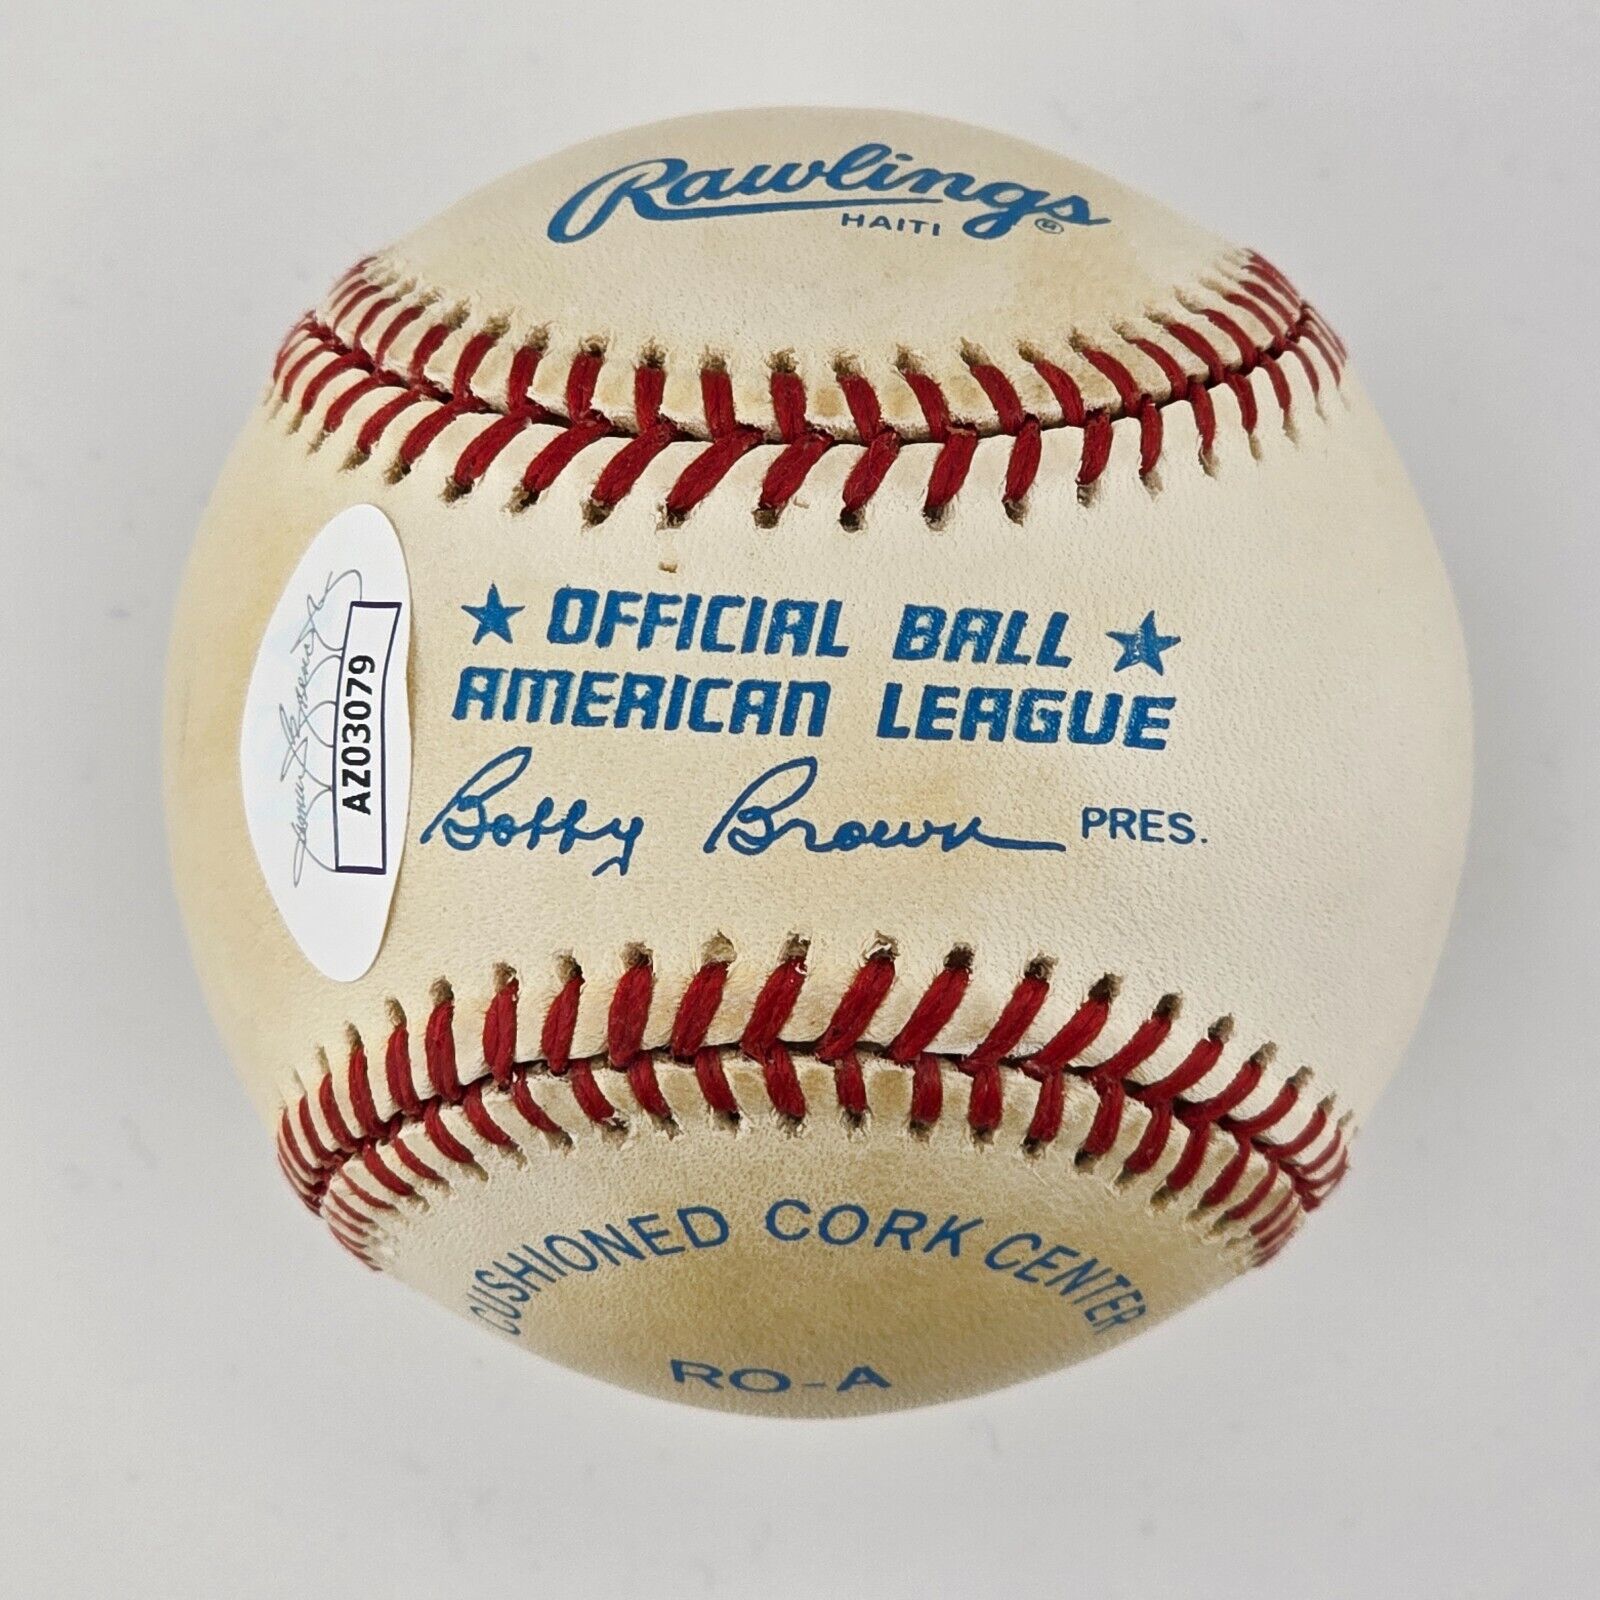 Rawlings ®
HAITI
★ OFFICIAL BALL ★
AMERICAN LEAGUE
Bobby Brown PRES.
AZ03079
CUSHIONED CORK CENTER
RO-A